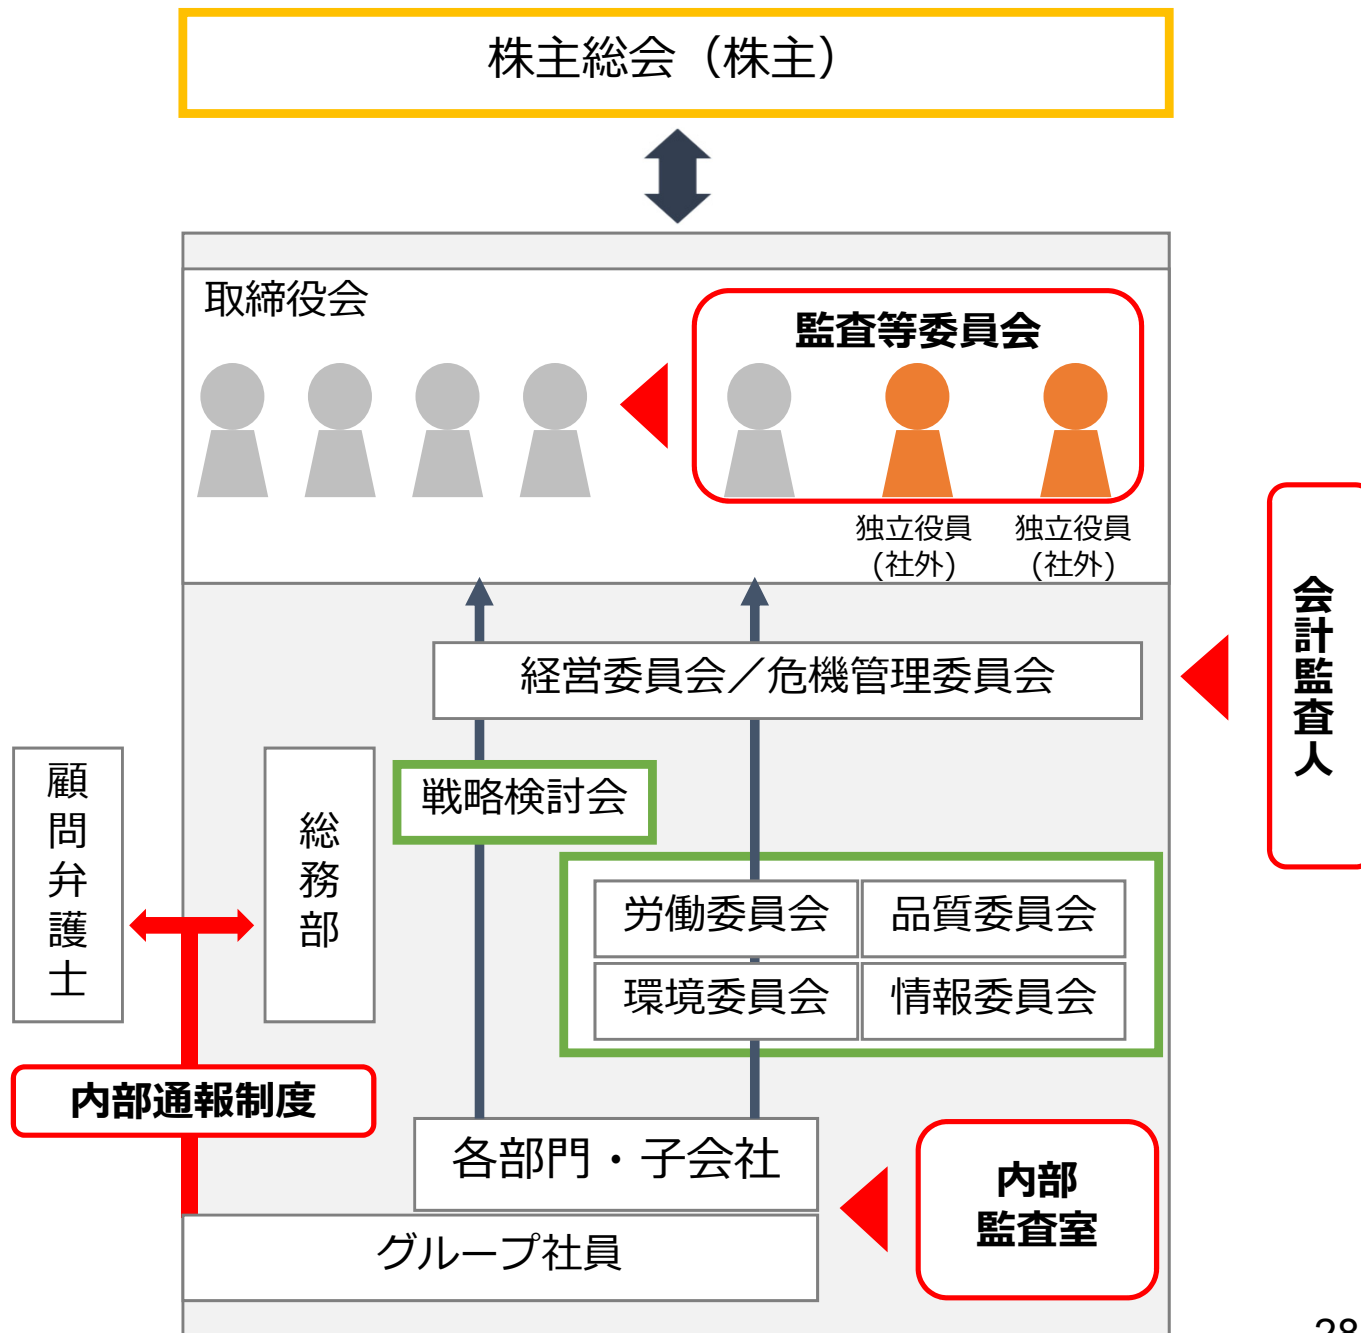 株主総会（株主）
取締役会
監査等委員会
独立役員
(社外)
独立役員
(社外)
経営委員会／危機管理委員会
会計監査人
戦略検討会
顧問弁護士
総務部
労働委員会
品質委員会
環境委員会
情報委員会
内部通報制度
各部門・子会社
内部
監査室
グループ社員
28